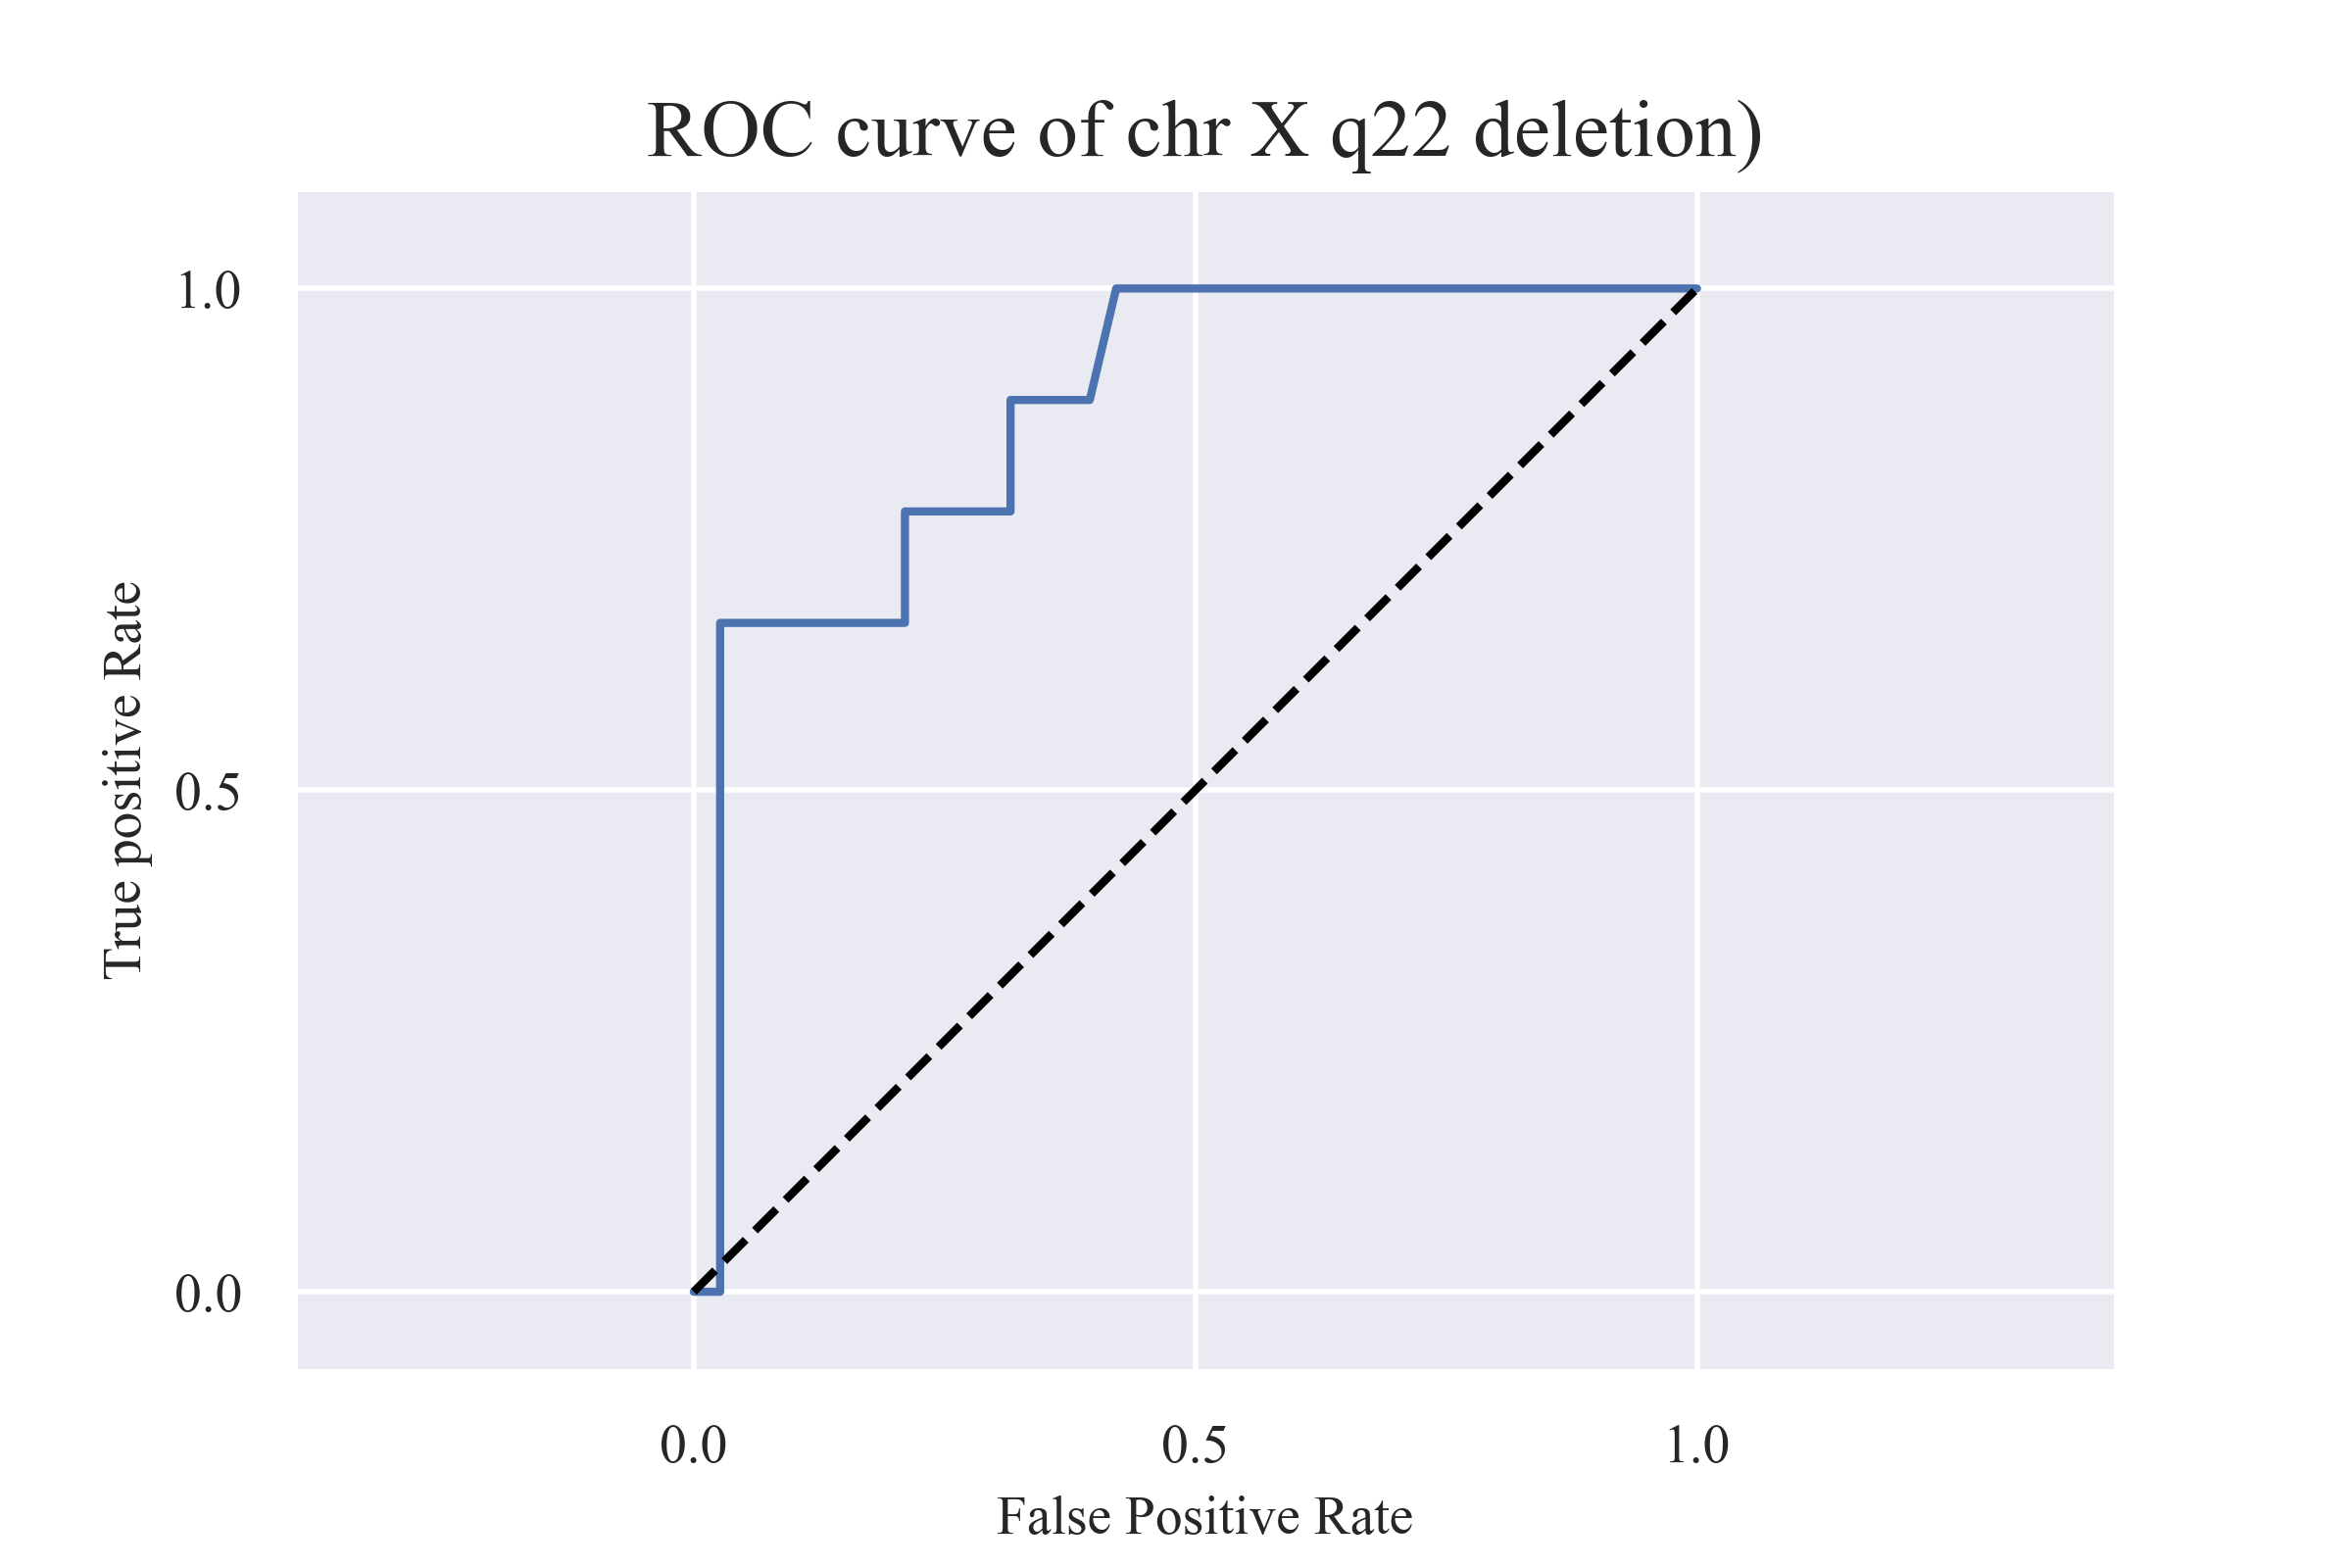 ROC curve of chr X q22 deletion)
True positive Rate
1.0
0.5
0.0
0.0 0.5 1.0
False Positive Rate